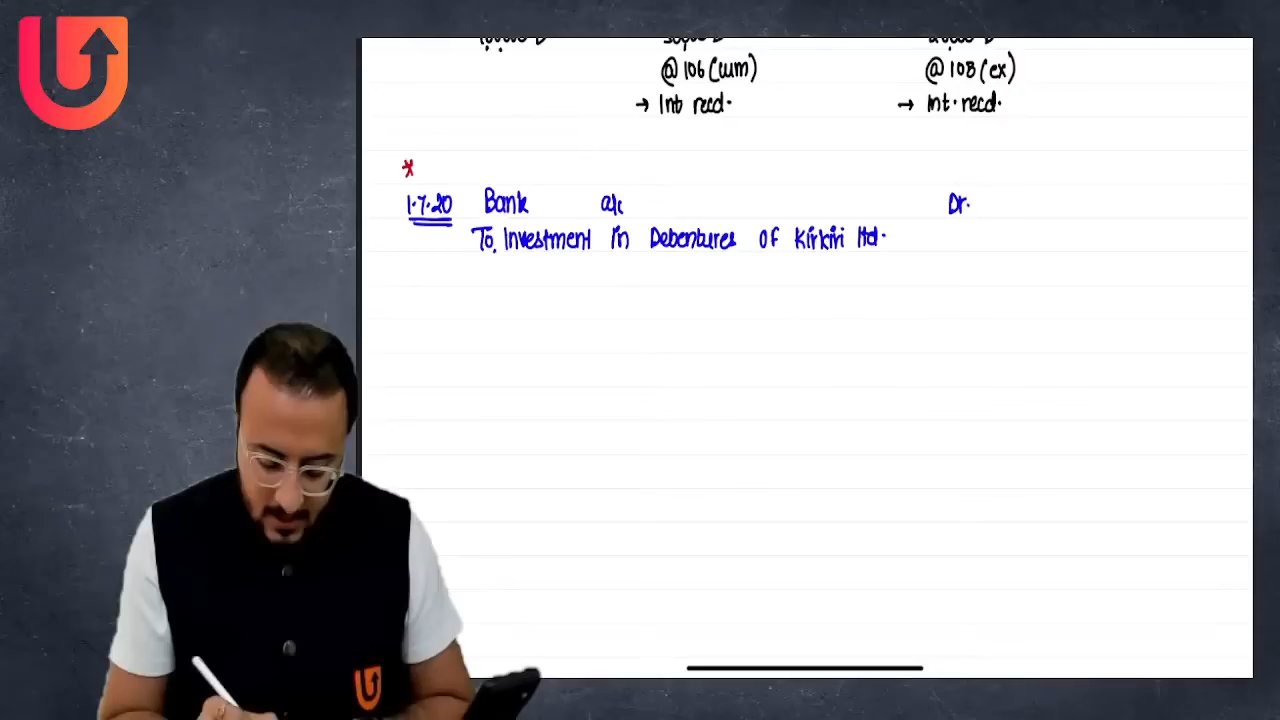 @ 106 (cum) @ 108 (ex)
→ Int recd. → Int. recd.
*
1.7.20 Bank a/c Dr.
To, Investment in Debentures of Kirkiri ltd.